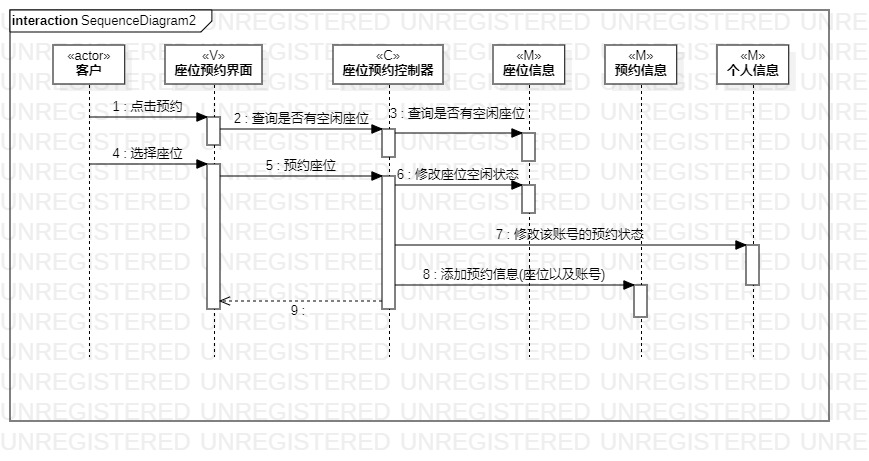 interaction SequenceDiagram2
«actor»
客户
«V»
座位预约界面
«C»
座位预约控制器
«M»
座位信息
«M»
预约信息
«M»
个人信息
1 : 点击预约
2 : 查询是否有空闲座位
3 : 查询是否有空闲座位
4 : 选择座位
5 : 预约座位
6 : 修改座位空闲状态
7 : 修改该账号的预约状态
8 : 添加预约信息(座位以及账号)
9 :
UNREGISTERED UNREGISTERED UNREGISTERED UNREGISTERED UNRE